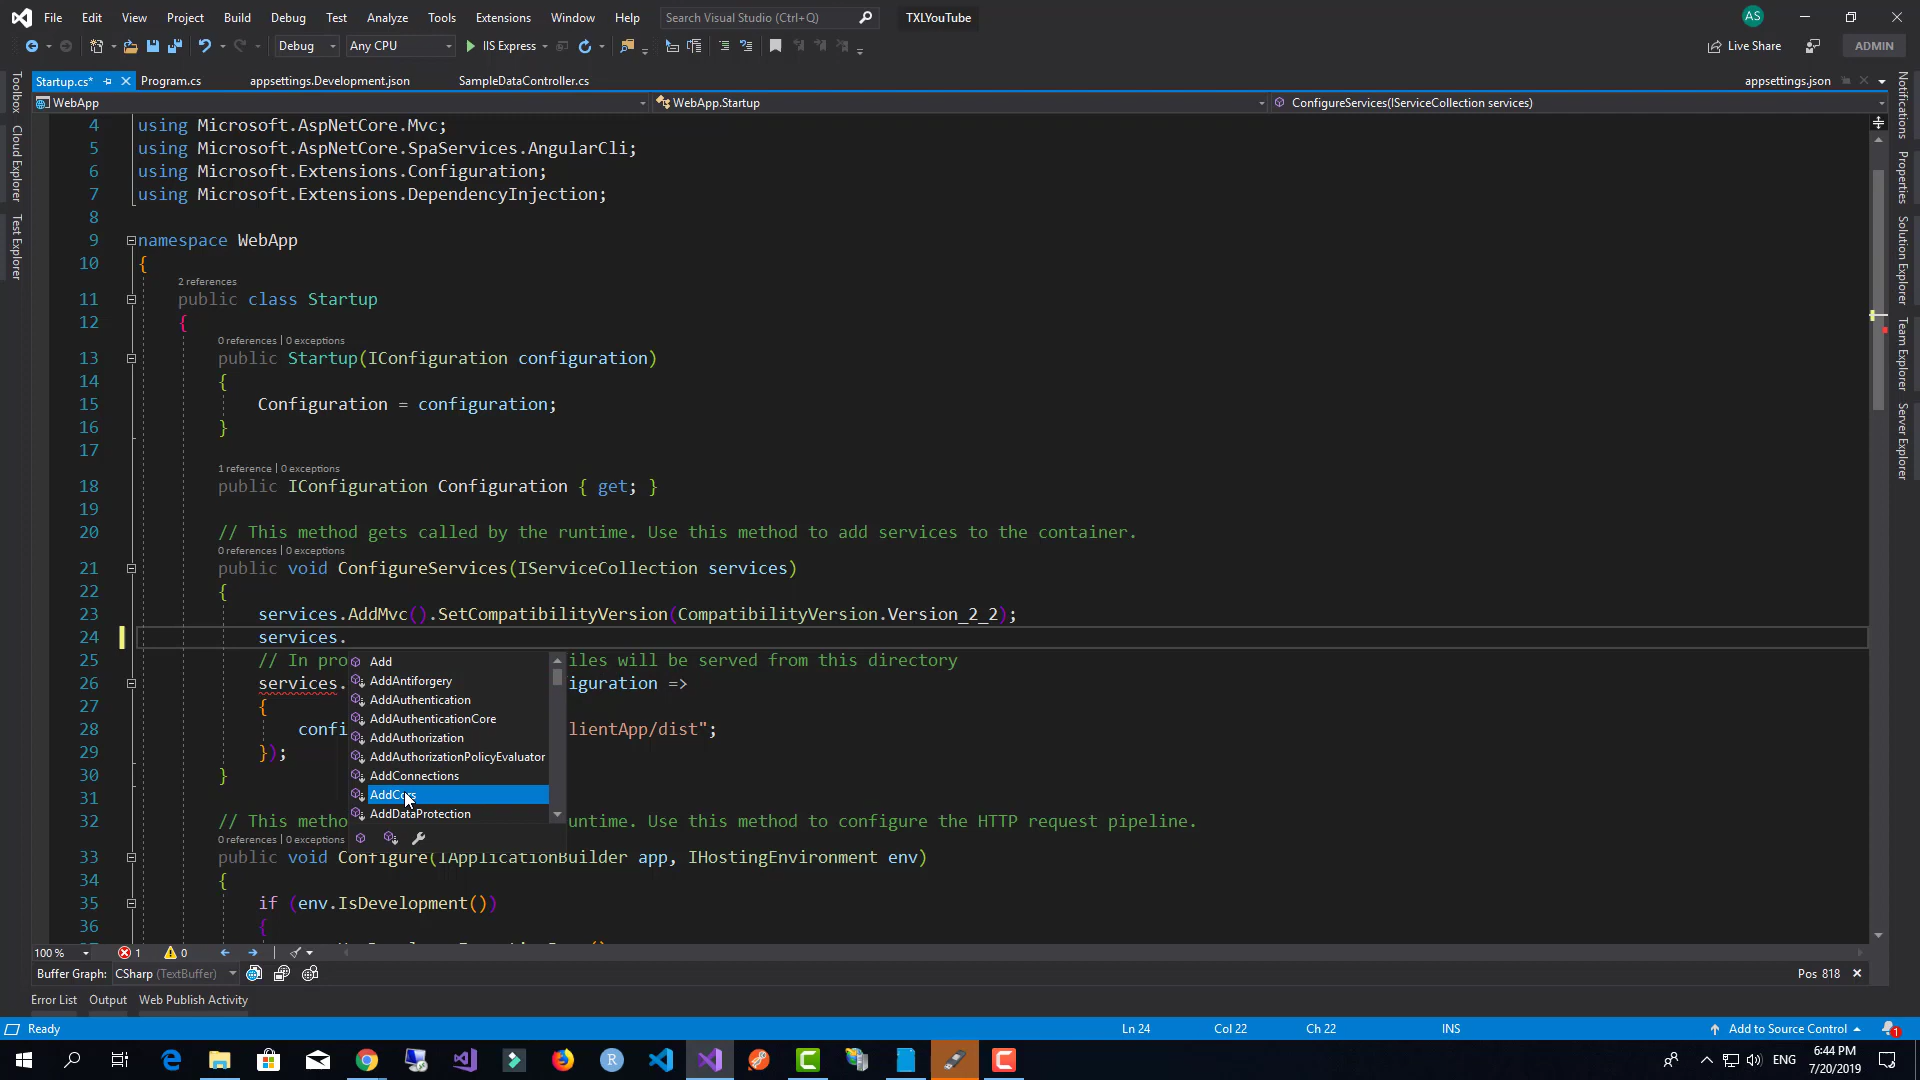 File Edit View Project Build Debug Test Analyze Tools Extensions Window Help Search Visual Studio (Ctrl+Q) TXLYouTube AS
Debug Any CPU IIS Express Live Share ADMIN
Startup.cs* Program.cs appsettings.Development.json SampleDataController.cs appsettings.json
WebApp WebApp.Startup ConfigureServices(IServiceCollection services)
Toolbox
Cloud Explorer
Test Explorer
4 using Microsoft.AspNetCore.Mvc;
5 using Microsoft.AspNetCore.SpaServices.AngularCli;
6 using Microsoft.Extensions.Configuration;
7 using Microsoft.Extensions.DependencyInjection;
8
9 namespace WebApp
10 {
2 references
11 public class Startup
12 {
0 references | 0 exceptions
13 public Startup(IConfiguration configuration)
14 {
15 Configuration = configuration;
16 }
17
1 reference | 0 exceptions
18 public IConfiguration Configuration { get; }
19
20 // This method gets called by the runtime. Use this method to add services to the container.
0 references | 0 exceptions
21 public void ConfigureServices(IServiceCollection services)
22 {
23 services.AddMvc().SetCompatibilityVersion(CompatibilityVersion.Version_2_2);
24 services.
25 // In pro iles will be served from this directory
26 services. iguration =>
27 {
28 confi lientApp/dist";
29 });
30 }
31
32 // This metho untime. Use this method to configure the HTTP request pipeline.
0 references | 0 exceptions
33 public void Configure(IApplicationBuilder app, IHostingEnvironment env)
34 {
35 if (env.IsDevelopment())
36 {
Add
AddAntiforgery
AddAuthentication
AddAuthenticationCore
AddAuthorization
AddAuthorizationPolicyEvaluator
AddConnections
AddCors
AddDataProtection
Notifications
Properties
Solution Explorer
Team Explorer
Server Explorer
100 % 1 0
Buffer Graph: CSharp (TextBuffer) Pos 818
Error List Output Web Publish Activity
Ready Ln 24 Col 22 Ch 22 INS Add to Source Control 1
R ENG 6:44 PM
7/20/2019